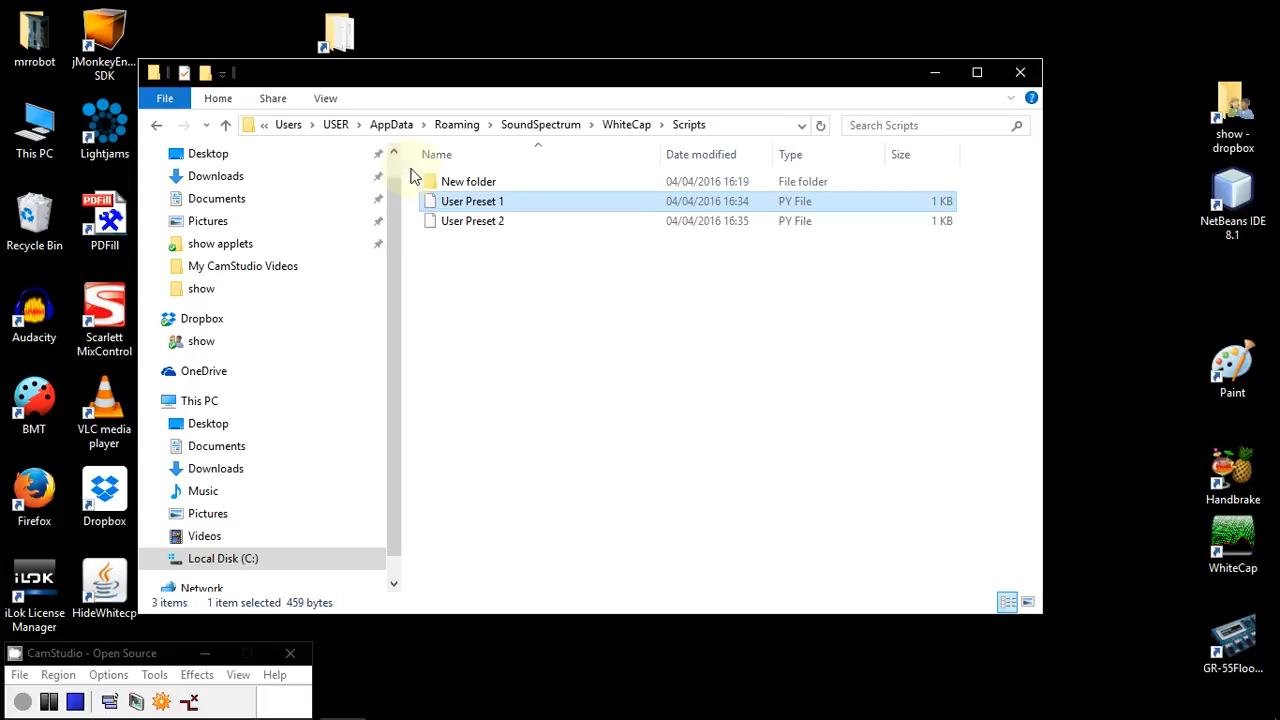 mrrobot
jMonkeyEn...
SDK
This PC
Lightjams
Recycle Bin
PDFill
PDFill
Audacity
Scarlett
MixControl
BMT
VLC media
player
Firefox
Dropbox
iLOK
iLok License
Manager
HideWhitecp
File
Home
Share
View
«
Users
USER
AppData
Roaming
SoundSpectrum
WhiteCap
Scripts
Search Scripts
Desktop
Downloads
Documents
Pictures
show applets
My CamStudio Videos
show
Dropbox
show
OneDrive
This PC
Desktop
Documents
Downloads
Music
Pictures
Videos
Local Disk (C:)
Network
Name Date modified Type Size
New folder 04/04/2016 16:19 File folder
User Preset 1 04/04/2016 16:34 PY File 1 KB
User Preset 2 04/04/2016 16:35 PY File 1 KB
3 items 1 item selected 459 bytes
show -
dropbox
NetBeans IDE
8.1
Paint
Handbrake
WhiteCap
GR-55Floo...
CamStudio - Open Source
File Region Options Tools Effects View Help